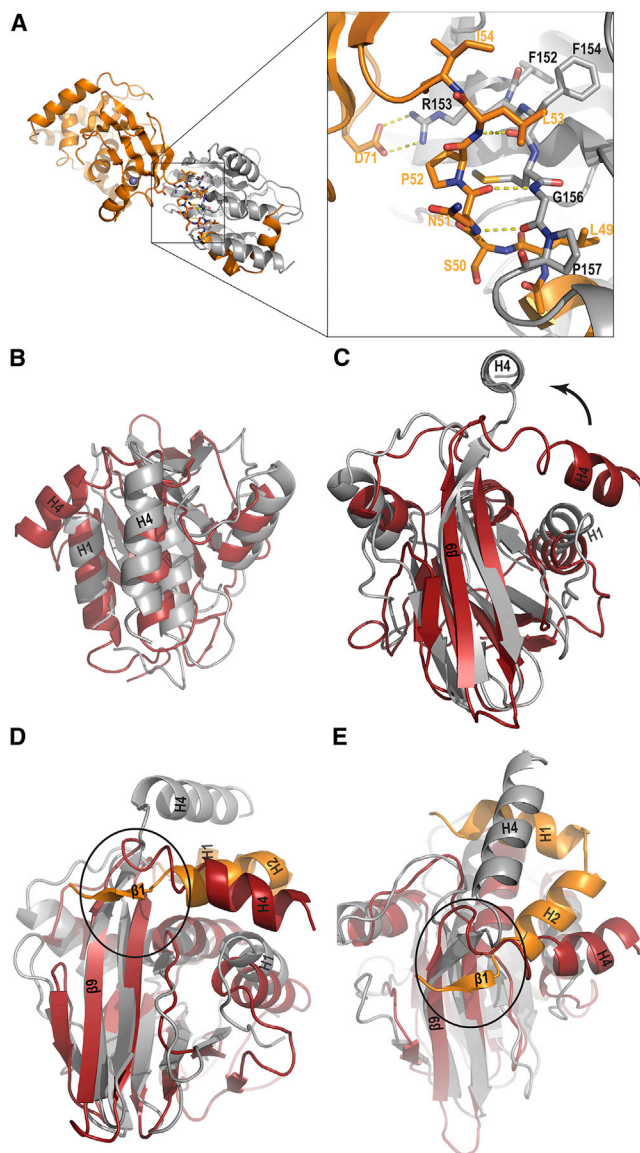 A
I54
F152
F154
R153
L53
D71
P52
G156
N51
L49
S50
P157
B
C
H4
H4
H4
H1
H4
β9
H1
D
E
H4
H4
H1
H1
H2
β1
H2
H4
H1
β1
H4
β9
β9